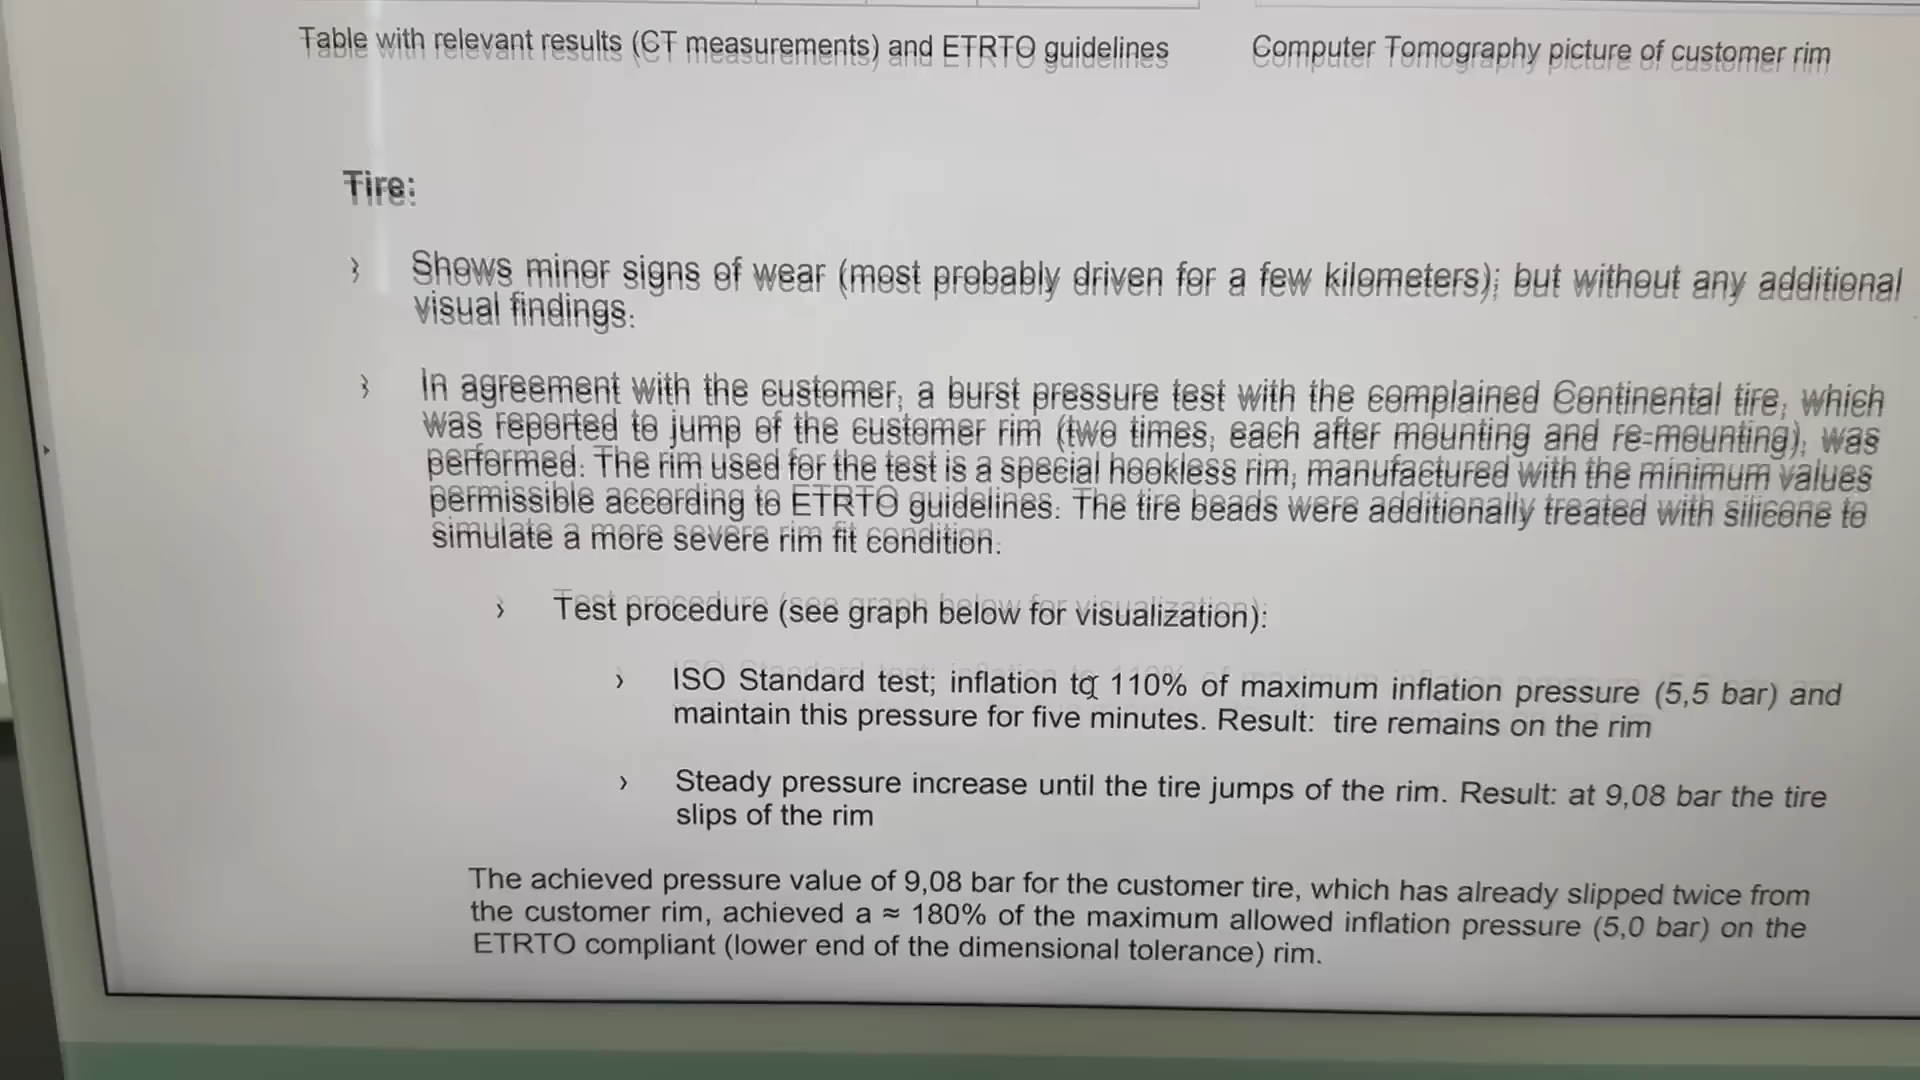 Table with relevant results (CT measurements) and ETRTO guidelines
Computer Tomography picture of customer rim
Tire:
› Shows minor signs of wear (most probably driven for a few kilometers); but without any additional
visual findings.
› In agreement with the customer, a burst pressure test with the complained Continental tire, which
was reported to jump of the customer rim (two times, each after mounting and re-mounting), was
performed. The rim used for the test is a special hookless rim, manufactured with the minimum values
permissible according to ETRTO guidelines. The tire beads were additionally treated with silicone to
simulate a more severe rim fit condition.
› Test procedure (see graph below for visualization):
› ISO Standard test; inflation to 110% of maximum inflation pressure (5,5 bar) and
maintain this pressure for five minutes. Result: tire remains on the rim
› Steady pressure increase until the tire jumps of the rim. Result: at 9,08 bar the tire
slips of the rim
The achieved pressure value of 9,08 bar for the customer tire, which has already slipped twice from
the customer rim, achieved a ≈ 180% of the maximum allowed inflation pressure (5,0 bar) on the
ETRTO compliant (lower end of the dimensional tolerance) rim.